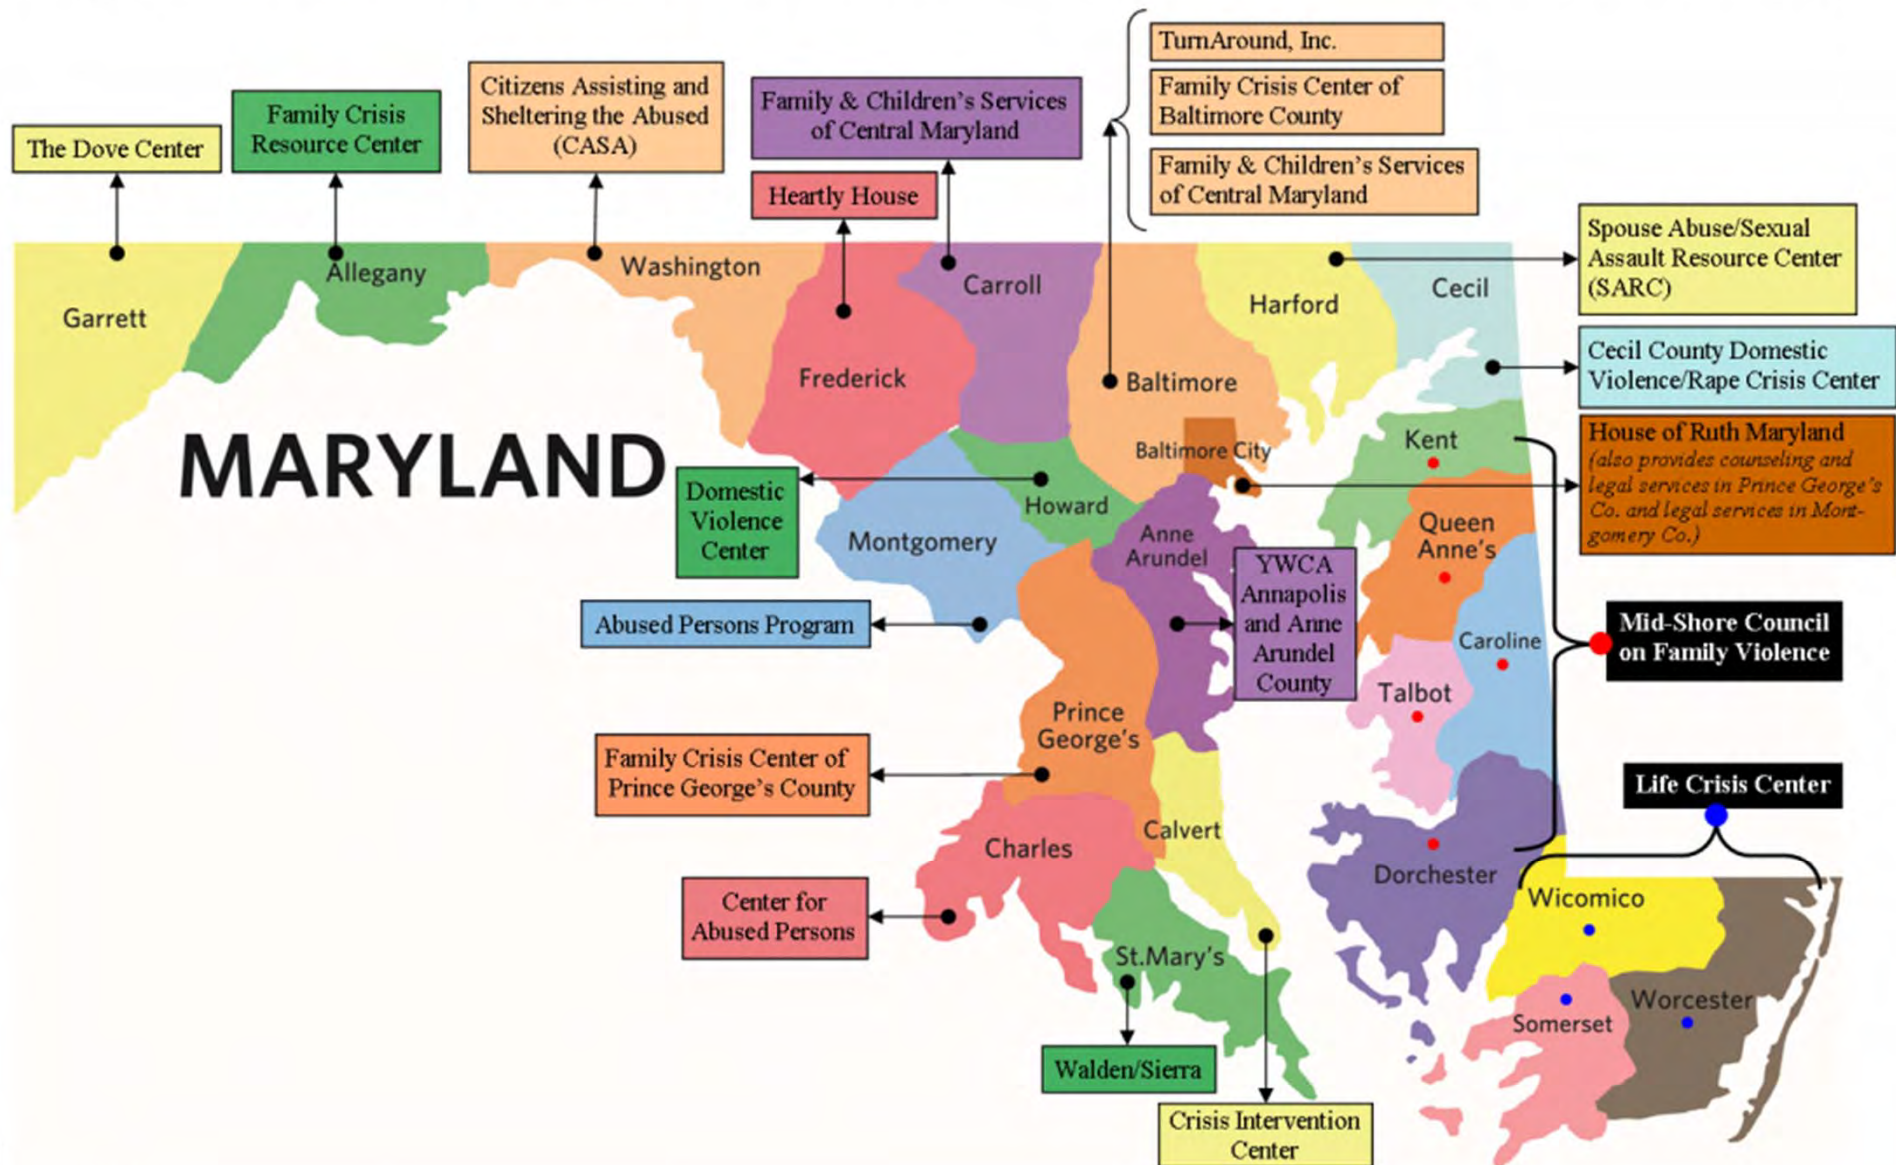 TurnAround, Inc.
Family Crisis Center of
Baltimore County
Family & Children's Services
of Central Maryland
Citizens Assisting and
Sheltering the Abused
(CASA)
Family & Children's Services
of Central Maryland
Family Crisis
Resource Center
The Dove Center
Heartly House
Spouse Abuse/Sexual
Assault Resource Center
(SARC)
Garrett
Allegany
Washington
Frederick
Carroll
Baltimore
Harford
Cecil
Cecil County Domestic
Violence/Rape Crisis Center
MARYLAND
Baltimore City
Kent
House of Ruth Maryland
(also provides counseling and
legal services in Prince George's
Co. and legal services in Mont-
gomery Co.)
Domestic
Violence
Center
Howard
Montgomery
Anne
Arundel
Queen
Anne's
YWCA
Annapolis
and Anne
Arundel
County
Abused Persons Program
Caroline
Mid-Shore Council
on Family Violence
Talbot
Prince
George's
Family Crisis Center of
Prince George's County
Life Crisis Center
Charles
Calvert
Dorchester
Wicomico
Center for
Abused Persons
St.Mary's
Somerset
Worcester
Walden/Sierra
Crisis Intervention
Center